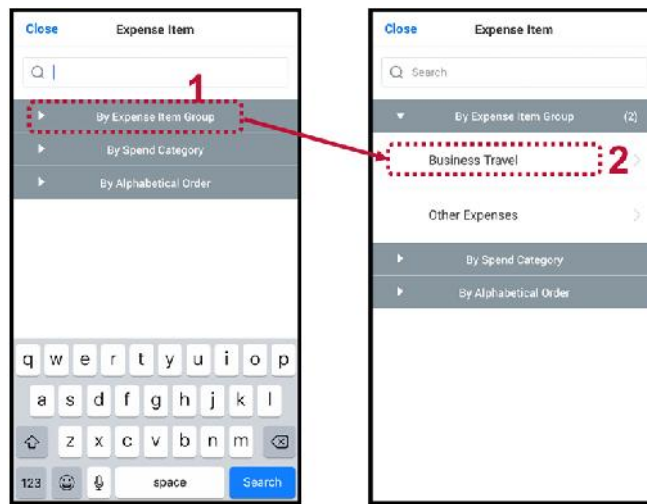 Close Expense Item
1
By Expense Item Group
By Spend Category
By Alphabetical Order
q w e r t y u i o p
a s d f g h j k l
z x c v b n m
123 space Search
Close Expense Item
Search
By Expense Item Group (2)
Business Travel 2
Other Expenses
By Spend Category
By Alphabetical Order